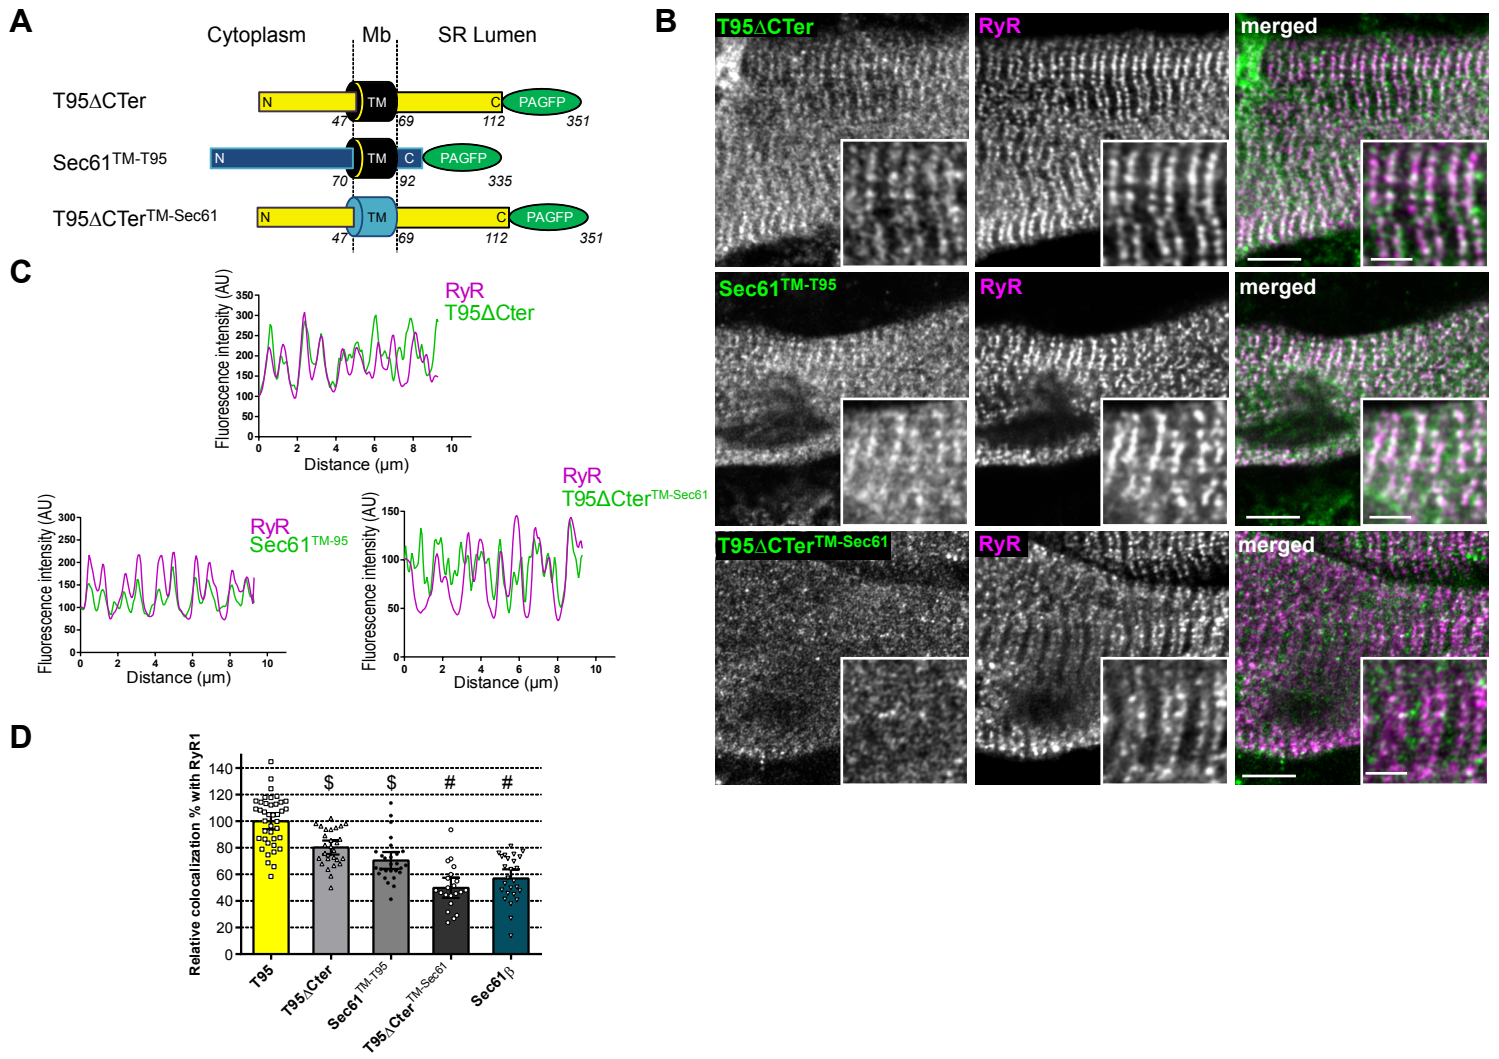 A
Cytoplasm Mb SR Lumen
T95ΔCTer N TM C PAGFP
47 69 112 351
Sec61TM-T95 N TM C PAGFP
70 92 335
T95ΔCTerTM-Sec61 N TM C PAGFP
47 69 112 351
B
T95ΔCTer RyR merged
Sec61TM-T95 RyR merged
T95ΔCTerTM-Sec61 RyR merged
C
RyR
T95ΔCter
Fluorescence intensity (AU)
350
300
250
200
150
100
50
0
0 2 4 6 8 10
Distance (µm)
RyR
Sec61TM-95
Fluorescence intensity (AU)
300
250
200
150
100
50
0
0 2 4 6 8 10
Distance (µm)
RyR
T95ΔCterTM-Sec61
Fluorescence intensity (AU)
150
100
50
0
0 2 4 6 8 10
Distance (µm)
D
Relative colocalization % with RyR1
140
120
100
80
60
40
20
0
$ $ # #
T95
T95ΔCter
Sec61TM-T95
T95ΔCterTM-Sec61
Sec61β